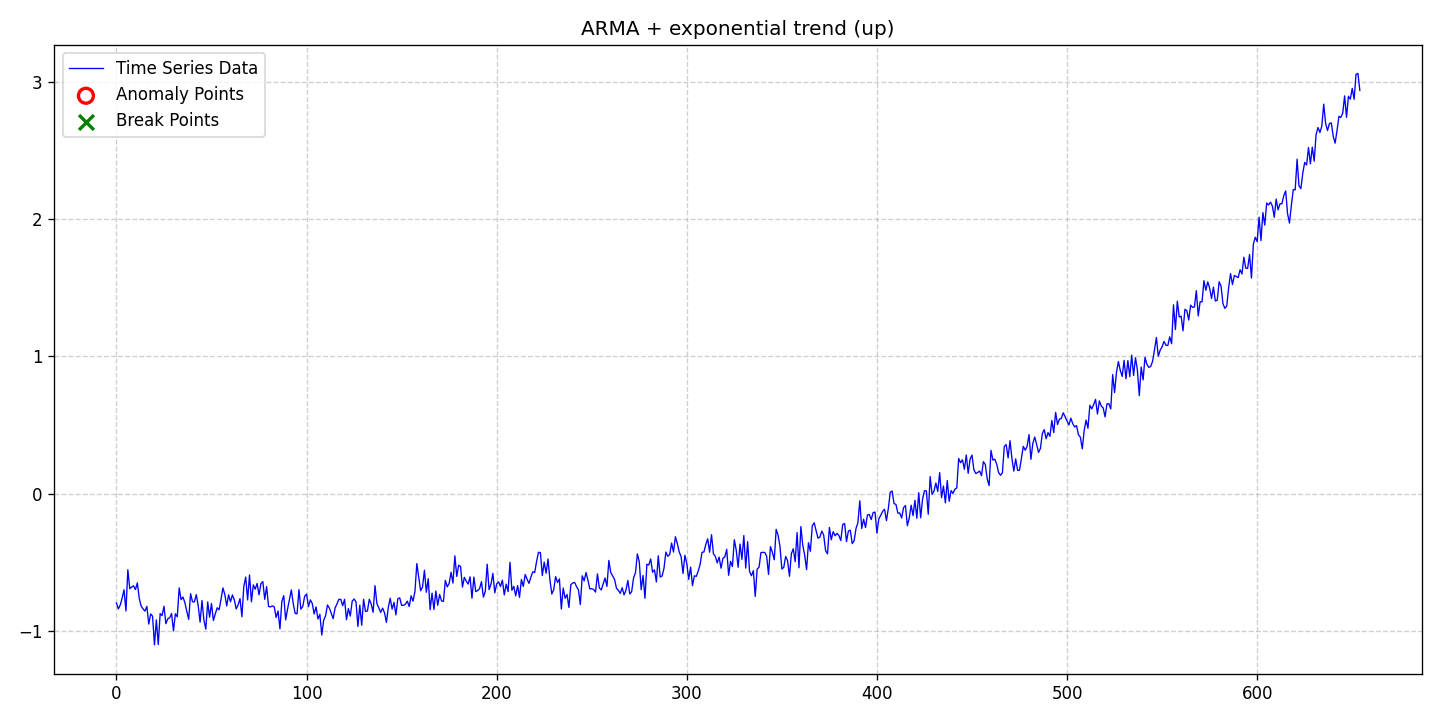 ARMA + exponential trend (up)
Time Series Data
Anomaly Points
Break Points
3
2
1
0
−1
0 100 200 300 400 500 600